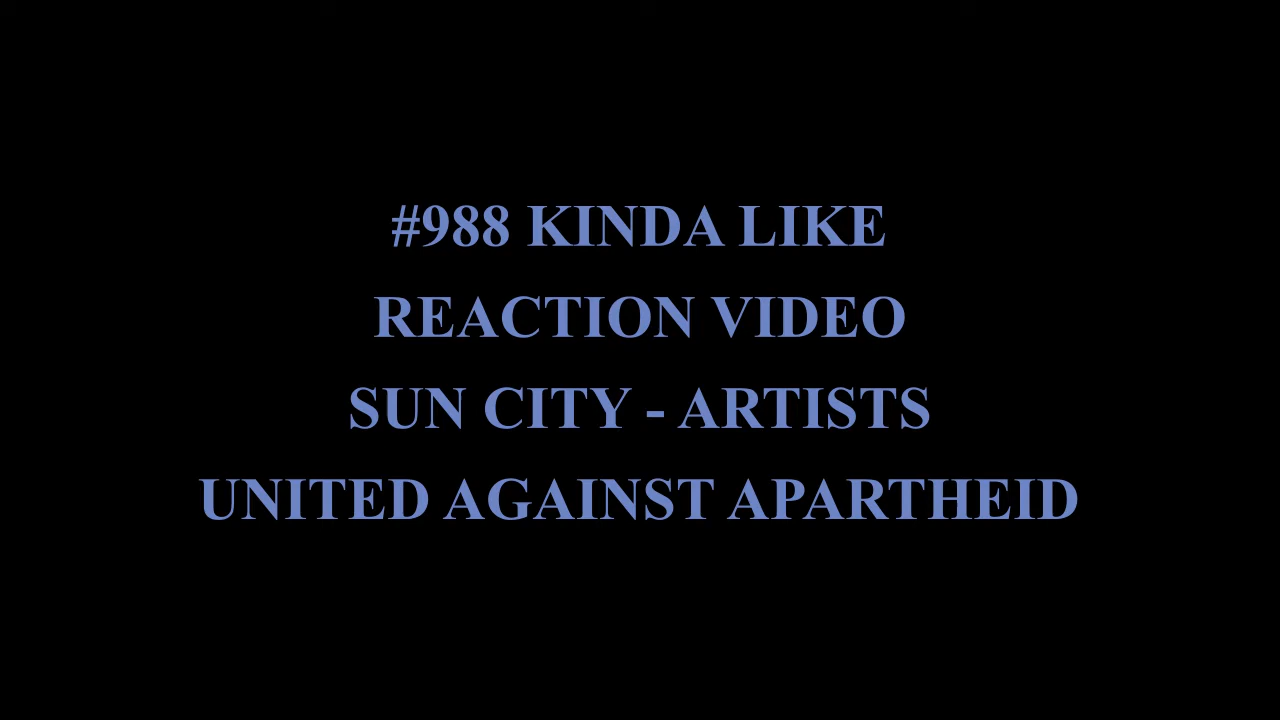 #988 KINDA LIKE
REACTION VIDEO
SUN CITY - ARTISTS
UNITED AGAINST APARTHEID